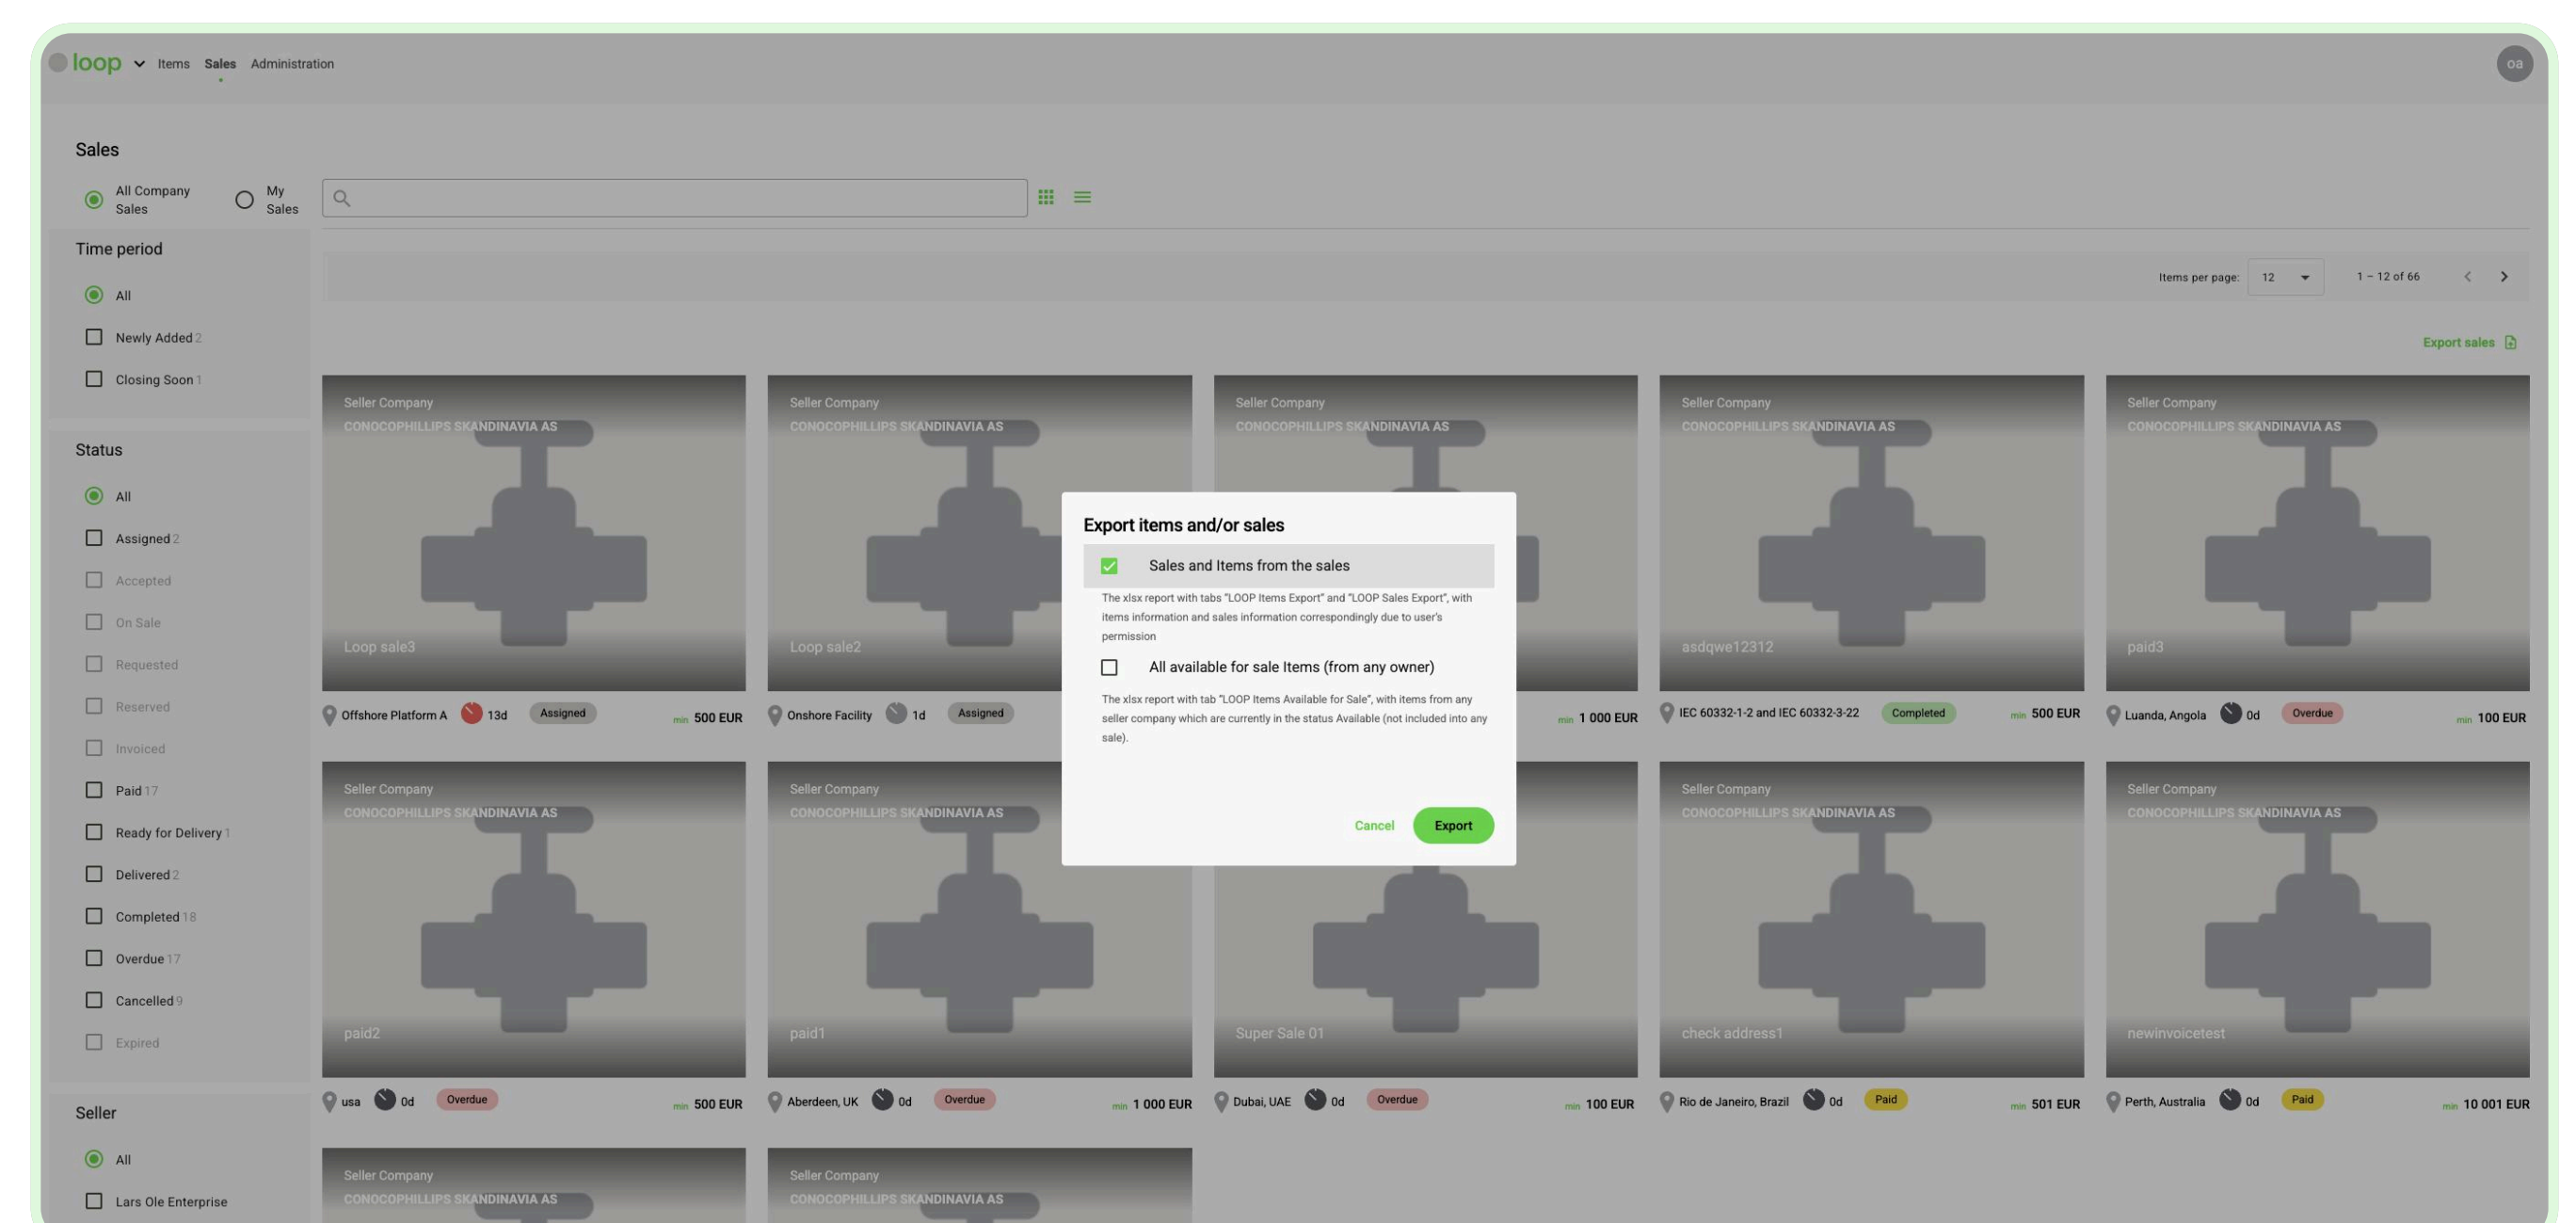 loop Items Sales Administration
oa
Sales
All Company
Sales
My
Sales
Time period
All
Newly Added 2
Closing Soon 1
Status
All
Assigned 2
Accepted
On Sale
Requested
Reserved
Invoiced
Paid 17
Ready for Delivery 1
Delivered 2
Completed 18
Overdue 17
Cancelled 9
Expired
Seller
All
Lars Ole Enterprise
Items per page: 12 1 – 12 of 66
Export sales
Seller Company
CONOCOPHILLIPS SKANDINAVIA AS
Loop sale3
Offshore Platform A 13d Assigned min 500 EUR
Seller Company
CONOCOPHILLIPS SKANDINAVIA AS
Loop sale2
Onshore Facility 1d Assigned
Seller Company
CONOCOPHILLIPS SKANDINAVIA AS
min 1 000 EUR
Seller Company
CONOCOPHILLIPS SKANDINAVIA AS
asdqwe12312
IEC 60332-1-2 and IEC 60332-3-22 Completed min 500 EUR
Seller Company
CONOCOPHILLIPS SKANDINAVIA AS
paid3
Luanda, Angola 0d Overdue min 100 EUR
Export items and/or sales
Sales and Items from the sales
The xlsx report with tabs “LOOP Items Export” and “LOOP Sales Export”, with
items information and sales information correspondingly due to user's
permission
All available for sale Items (from any owner)
The xlsx report with tab “LOOP Items Available for Sale”, with items from any
seller company which are currently in the status Available (not included into any
sale).
Cancel Export
Seller Company
CONOCOPHILLIPS SKANDINAVIA AS
paid2
usa 0d Overdue min 500 EUR
Seller Company
CONOCOPHILLIPS SKANDINAVIA AS
paid1
Aberdeen, UK 0d Overdue min 1 000 EUR
Super Sale 01
Dubai, UAE 0d Overdue min 100 EUR
Seller Company
CONOCOPHILLIPS SKANDINAVIA AS
check address1
Rio de Janeiro, Brazil 0d Paid min 501 EUR
Seller Company
CONOCOPHILLIPS SKANDINAVIA AS
newinvoicetest
Perth, Australia 0d Paid min 10 001 EUR
Seller Company
CONOCOPHILLIPS SKANDINAVIA AS
Seller Company
CONOCOPHILLIPS SKANDINAVIA AS